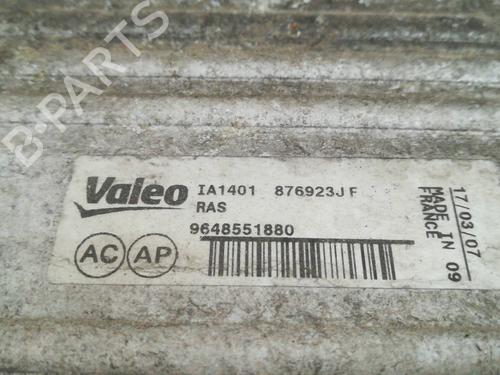 B-PARTS
Valeo
IA1401 876923J F
RAS
9648551880
AC AP
17/03/07
MADE IN 09
FRANCE